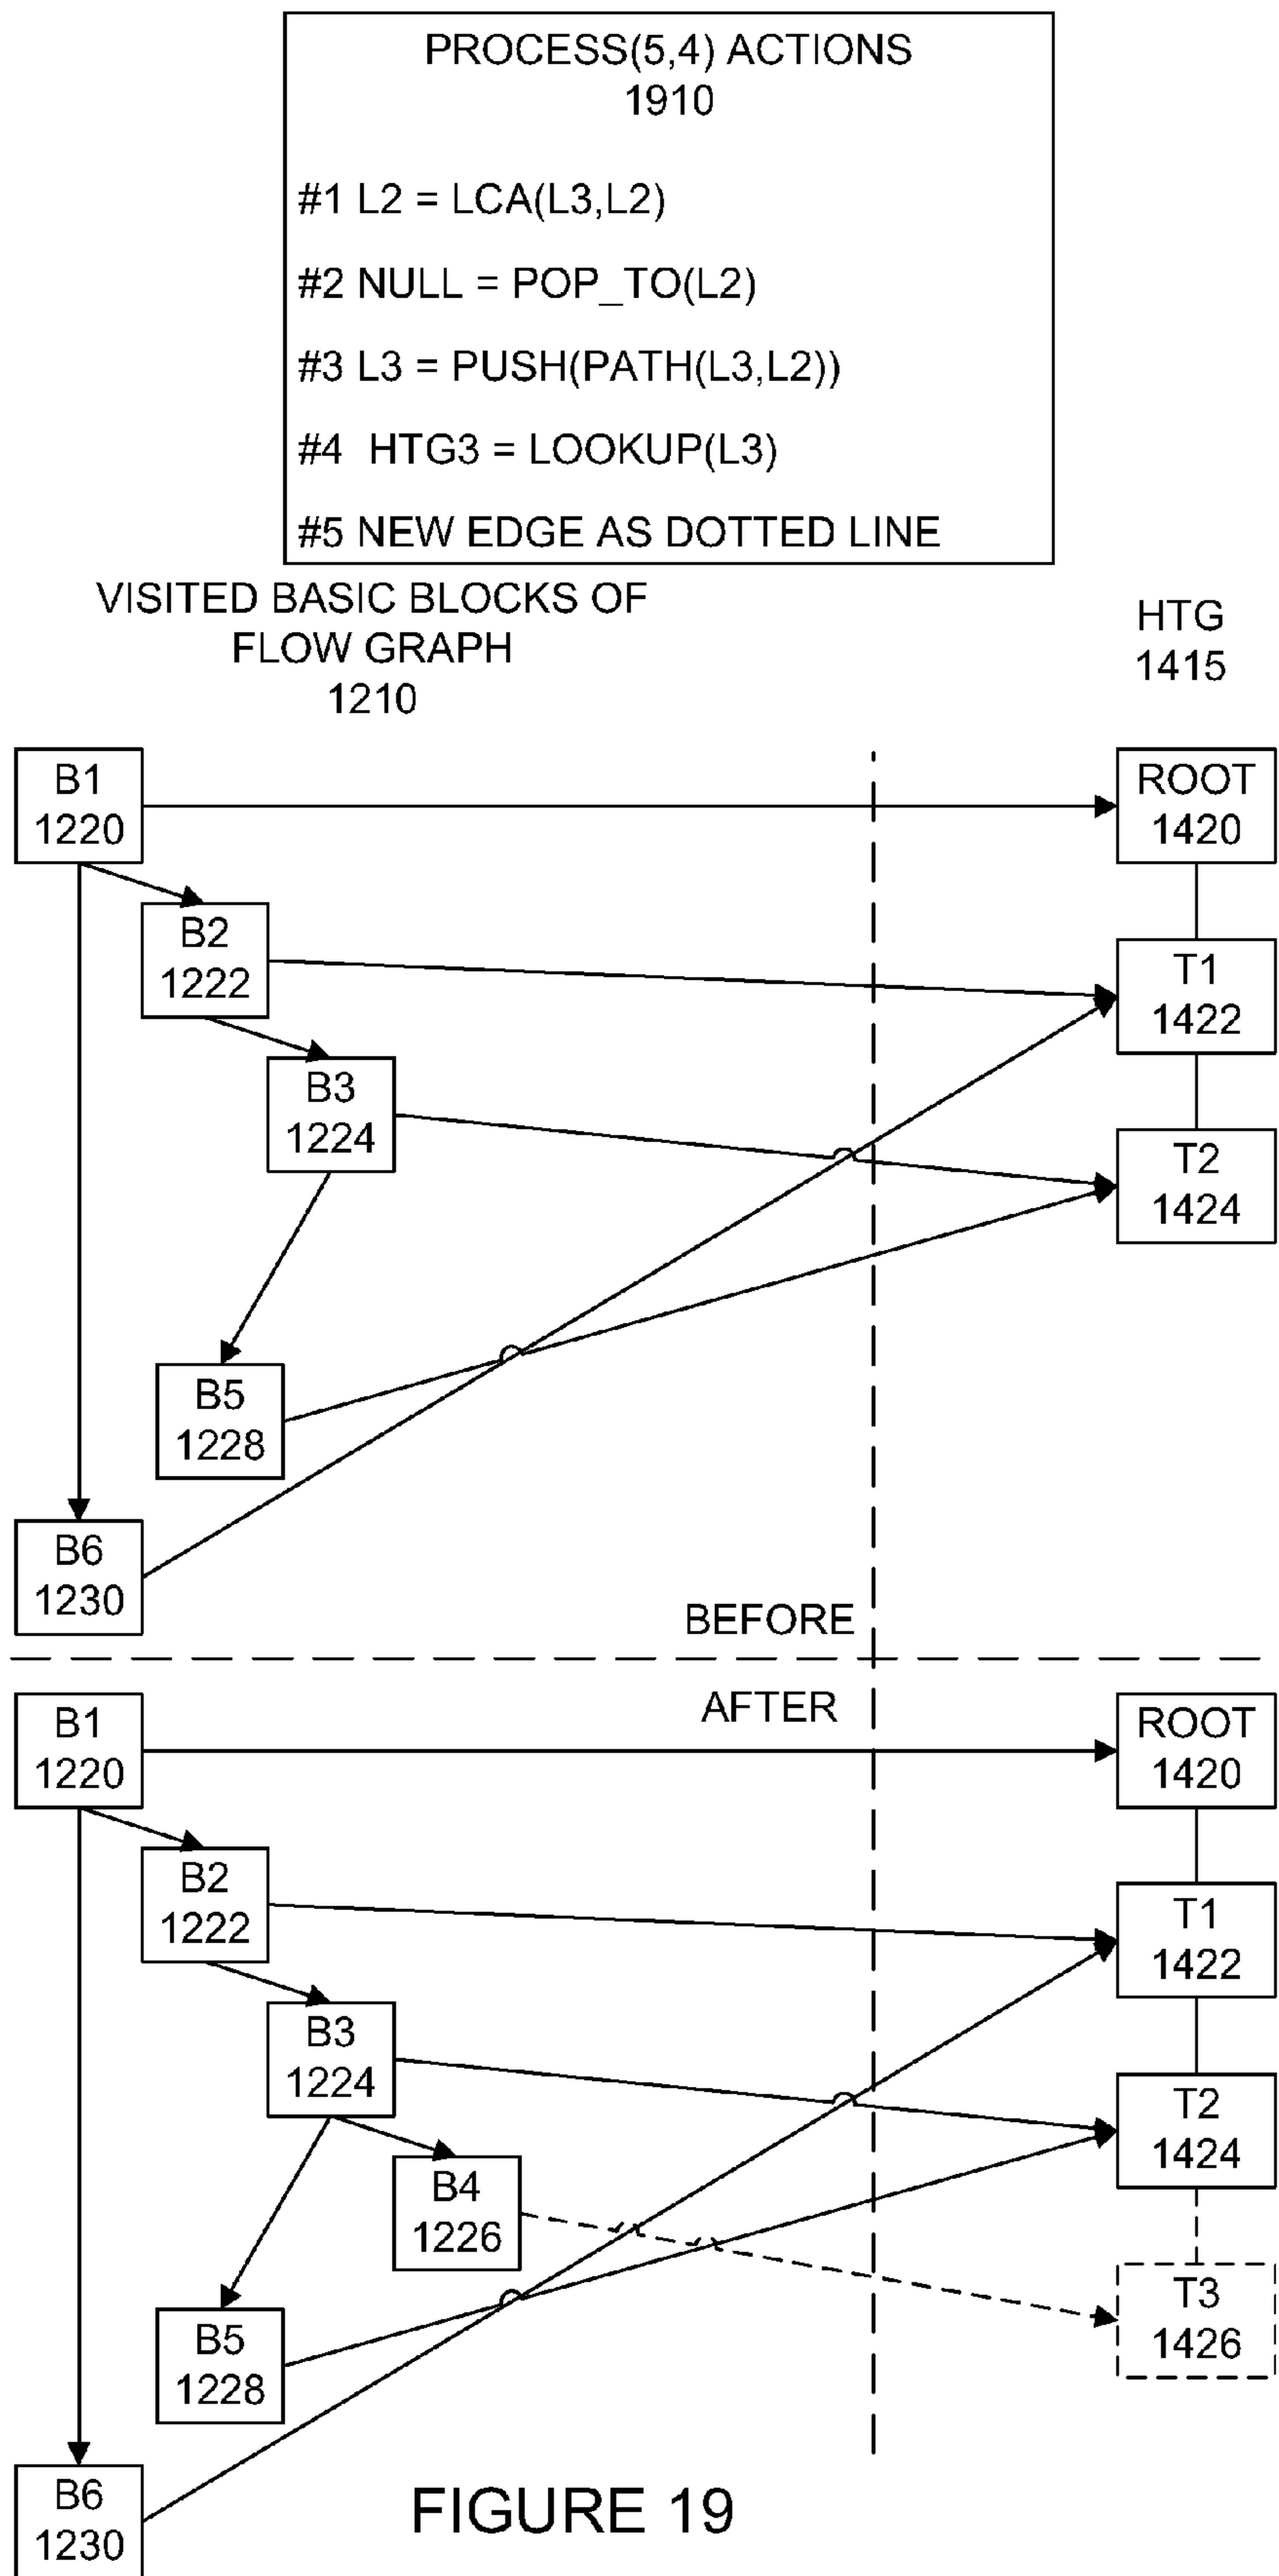 PROCESS(5,4) ACTIONS
1910
#1 L2 = LCA(L3,L2)
#2 NULL = POP_TO(L2)
#3 L3 = PUSH(PATH(L3,L2))
#4 HTG3 = LOOKUP(L3)
#5 NEW EDGE AS DOTTED LINE
VISITED BASIC BLOCKS OF
FLOW GRAPH
1210
HTG
1415
B1
1220
ROOT
1420
B2
1222
T1
1422
B3
1224
T2
1424
B5
1228
B6
1230
BEFORE
AFTER
B1
1220
ROOT
1420
B2
1222
T1
1422
B3
1224
T2
1424
B4
1226
T3
1426
B5
1228
B6
1230
FIGURE 19